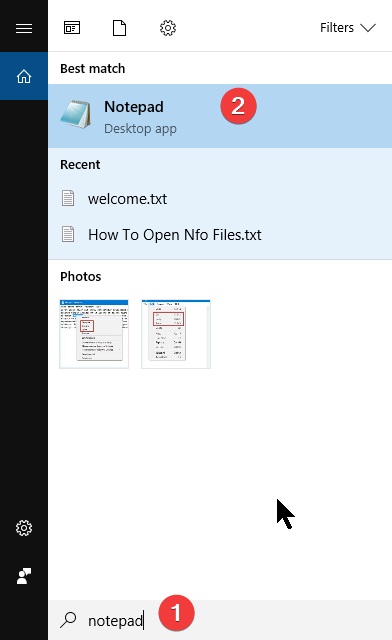 Filters
Best match
Notepad
2
Desktop app
Recent
welcome.txt
How To Open Nfo Files.txt
Photos
notepad
1